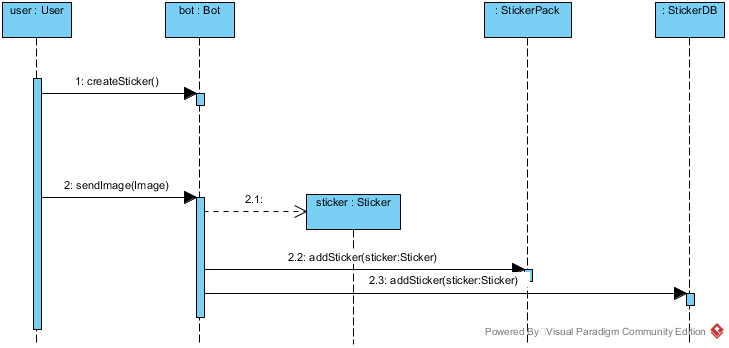 user : User
bot : Bot
: StickerPack
: StickerDB
1: createSticker()
2: sendImage(Image)
2.1:
sticker : Sticker
2.2: addSticker(sticker:Sticker)
2.3: addSticker(sticker:Sticker)
Powered By Visual Paradigm Community Edition